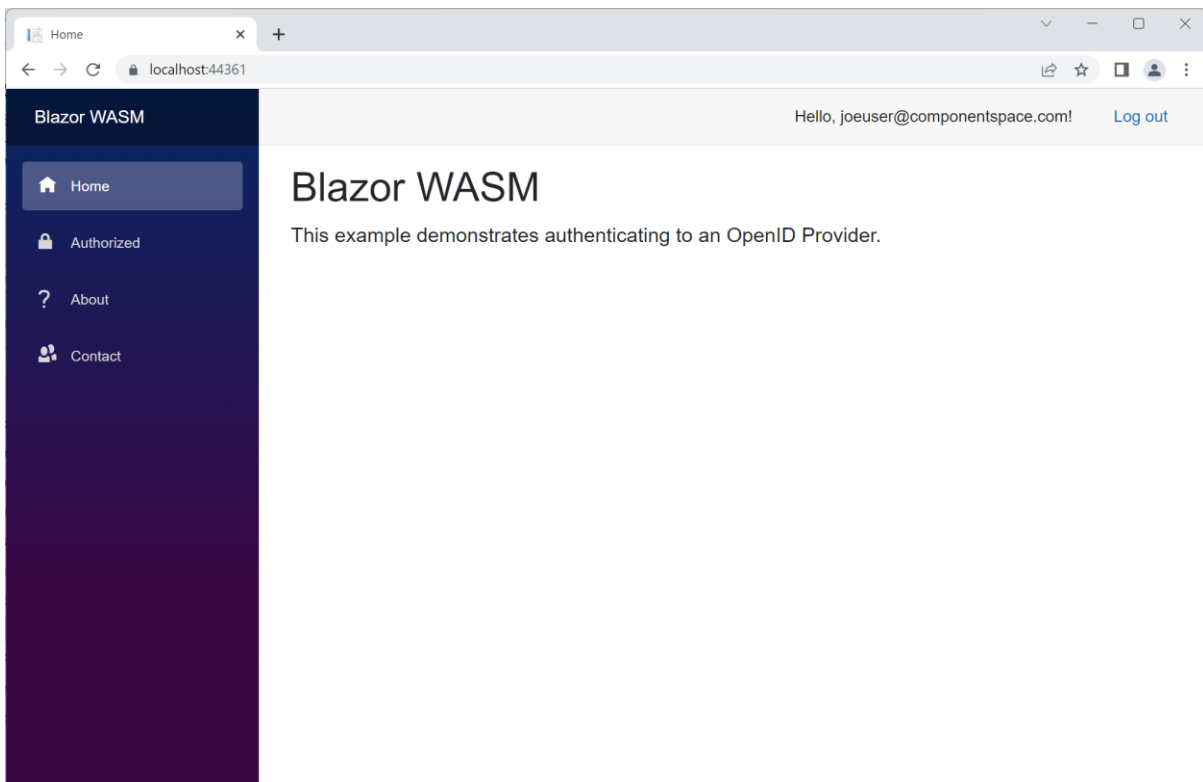 Home
localhost:44361
Blazor WASM
Hello, joeuser@componentspace.com!
Log out
Home
Authorized
About
Contact
Blazor WASM
This example demonstrates authenticating to an OpenID Provider.